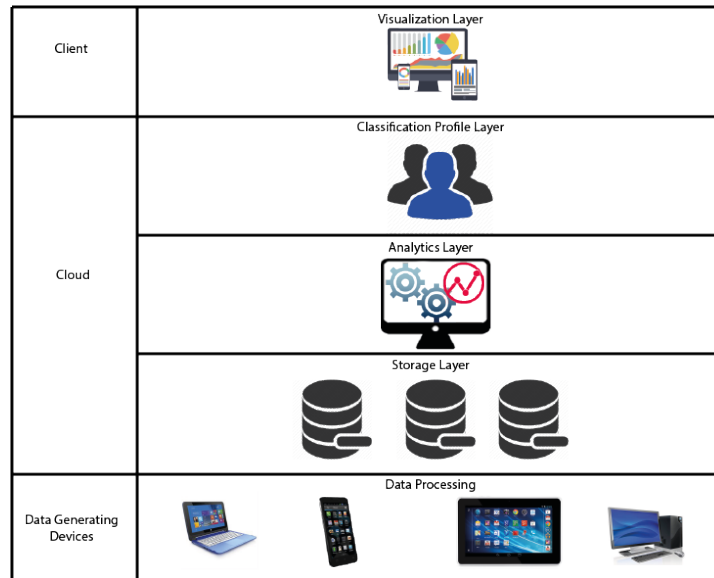 Client
Visualization Layer
Cloud
Classification Profile Layer
Analytics Layer
Storage Layer
Data Generating
Devices
Data Processing